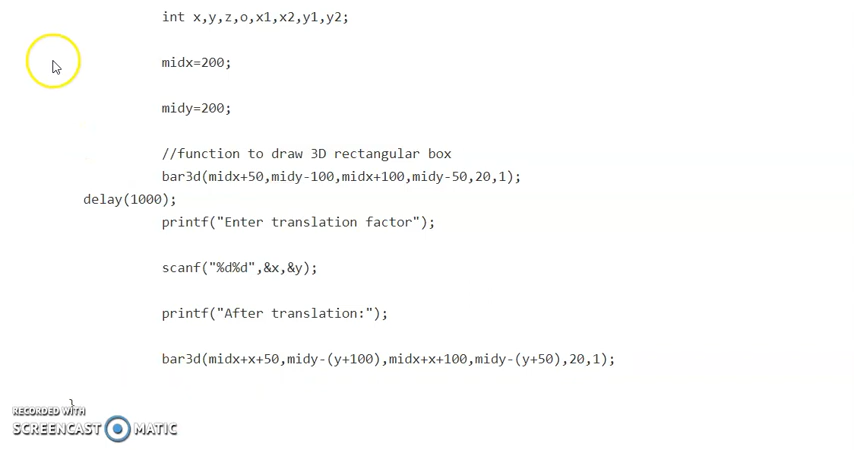 int x,y,z,o,x1,x2,y1,y2;
midx=200;
midy=200;
//function to draw 3D rectangular box
bar3d(midx+50,midy-100,midx+100,midy-50,20,1);
delay(1000);
printf("Enter translation factor");
scanf("%d%d",&x,&y);
printf("After translation:");
bar3d(midx+x+50,midy-(y+100),midx+x+100,midy-(y+50),20,1);
}
RECORDED WITH
SCREENCAST MATIC